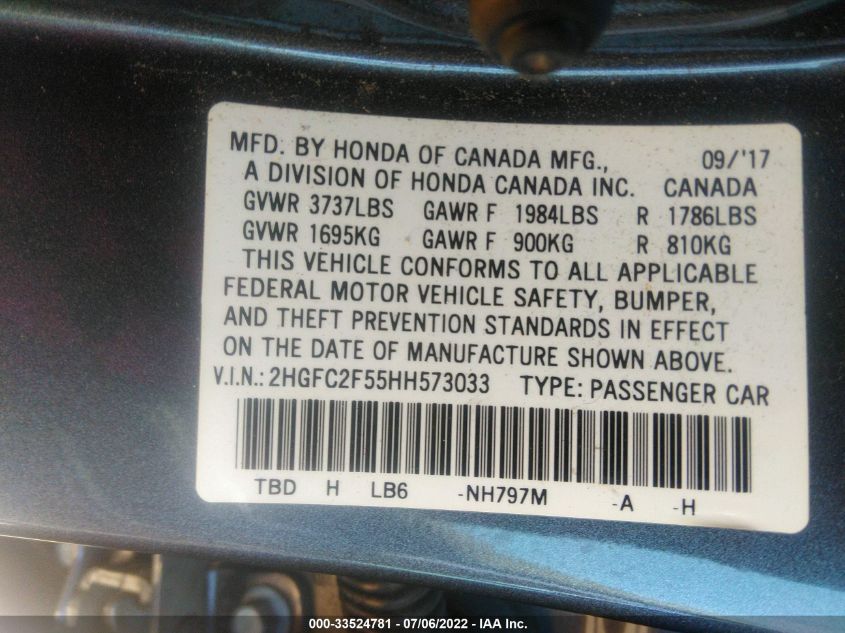 MFD. BY HONDA OF CANADA MFG., 09/'17
A DIVISION OF HONDA CANADA INC. CANADA
GVWR 3737LBS GAWR F 1984LBS R 1786LBS
GVWR 1695KG GAWR F 900KG R 810KG
THIS VEHICLE CONFORMS TO ALL APPLICABLE
FEDERAL MOTOR VEHICLE SAFETY, BUMPER,
AND THEFT PREVENTION STANDARDS IN EFFECT
ON THE DATE OF MANUFACTURE SHOWN ABOVE.
V.I.N.: 2HGFC2F55HH573033 TYPE: PASSENGER CAR
TBD H LB6 -NH797M -A -H
000-33524781 - 07/06/2022 - IAA Inc.